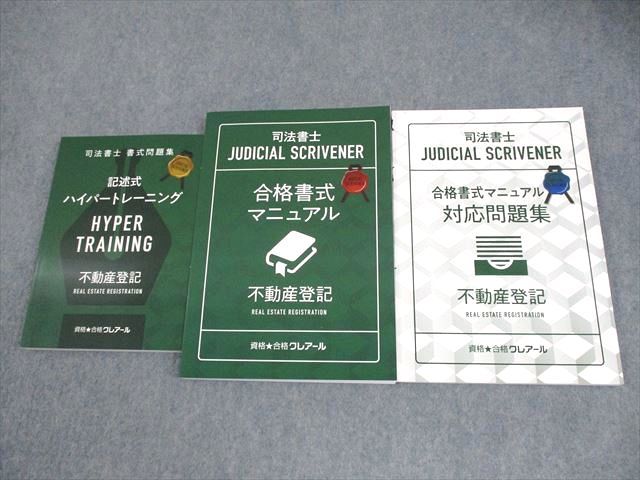 司法書士 書式問題集
記述式
ハイパートレーニング
HYPER
TRAINING
不動産登記
REAL ESTATE REGISTRATION
資格★合格クレアール
司法書士
JUDICIAL SCRIVENER
合格書式
マニュアル
不動産登記
REAL ESTATE REGISTRATION
資格★合格クレアール
司法書士
JUDICIAL SCRIVENER
合格書式マニュアル
対応問題集
不動産登記
REAL ESTATE REGISTRATION
資格★合格クレアール